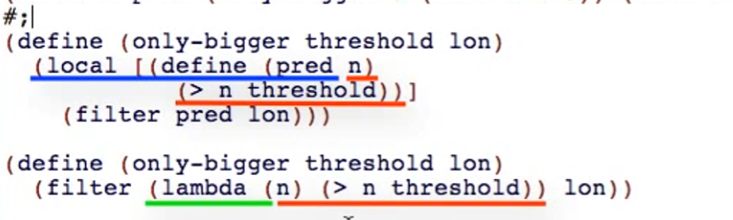 #;
(define (only-bigger threshold lon)
  (local [(define (pred n)
            (> n threshold))]
    (filter pred lon)))

(define (only-bigger threshold lon)
  (filter (lambda (n) (> n threshold)) lon))